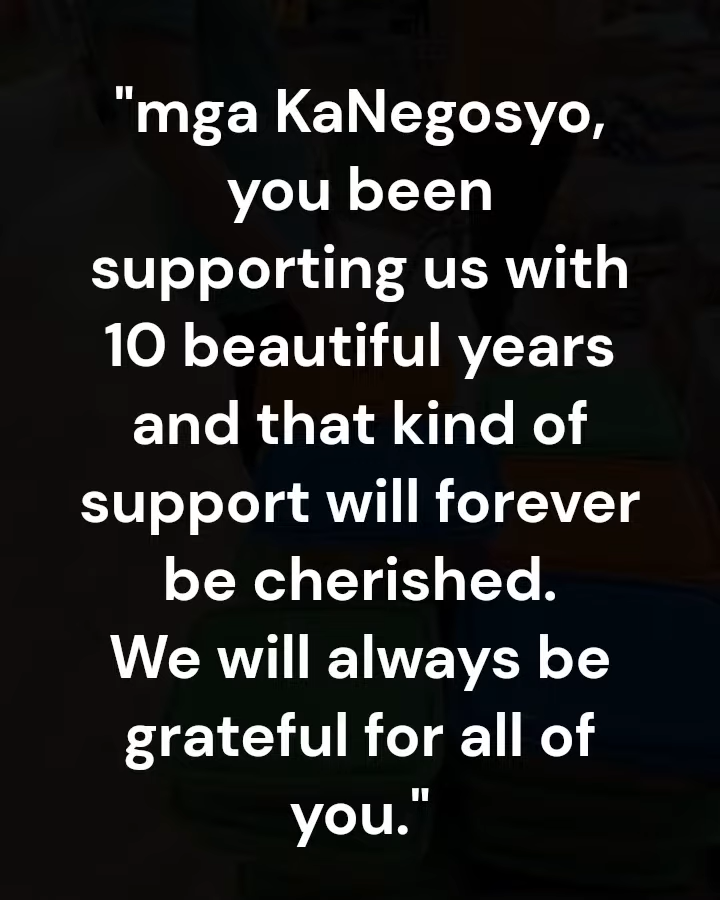 "mga KaNegosyo,
you been
supporting us with
10 beautiful years
and that kind of
support will forever
be cherished.
We will always be
grateful for all of
you."